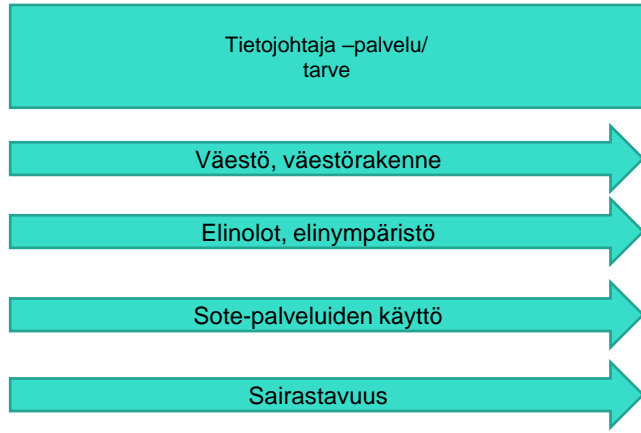 Tietojohtaja –palvelu/
tarve
Väestö, väestörakenne
Elinolot, elinympäristö
Sote-palveluiden käyttö
Sairastavuus